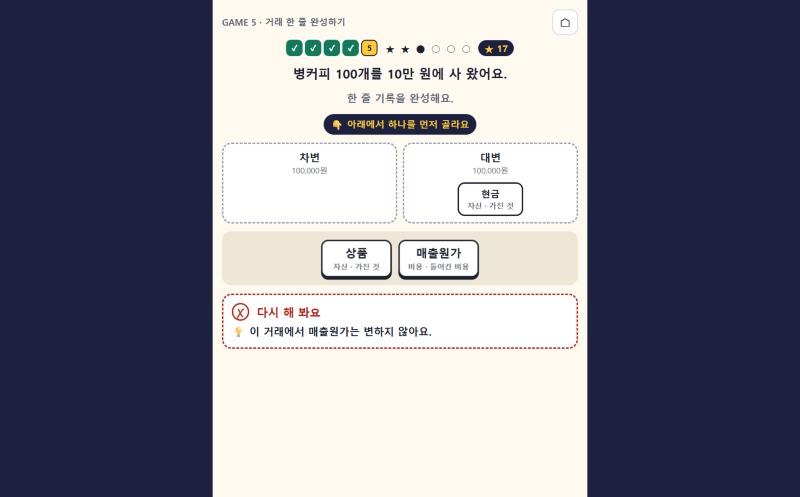 GAME 5 · 거래 한 줄 완성하기
✓ ✓ ✓ ✓ 5 ★ ★ ● ○ ○ ○ ★ 17
병커피 100개를 10만 원에 사 왔어요.
한 줄 기록을 완성해요.
👇 아래에서 하나를 먼저 골라요
차변
100,000원
대변
100,000원
현금
자산 · 가진 것
상품
자산 · 가진 것
매출원가
비용 · 들어간 비용
다시 해 봐요
💡 이 거래에서 매출원가는 변하지 않아요.